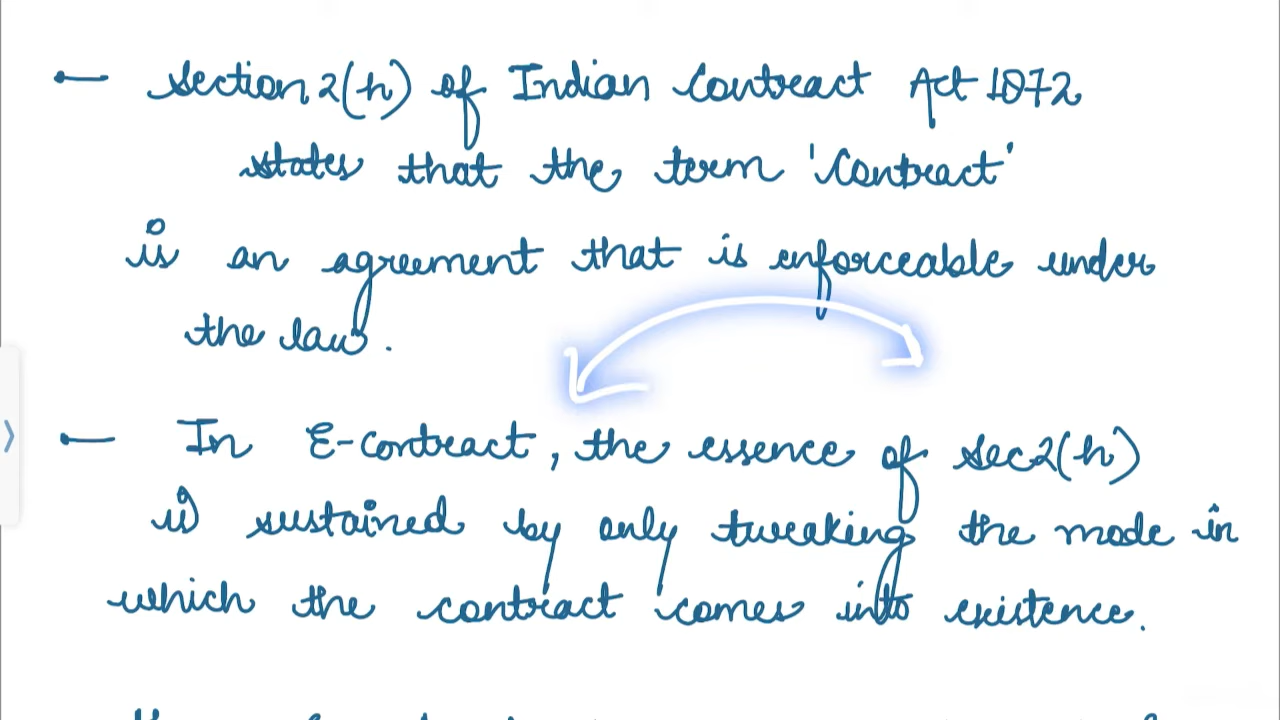 - Section 2(h) of Indian Contract Act 1872
states that the term 'Contract'
is an agreement that is enforceable under
the law.
- In E-contract, the essence of Sec 2(h)
is sustained by only tweaking the mode in
which the contract comes into existence.